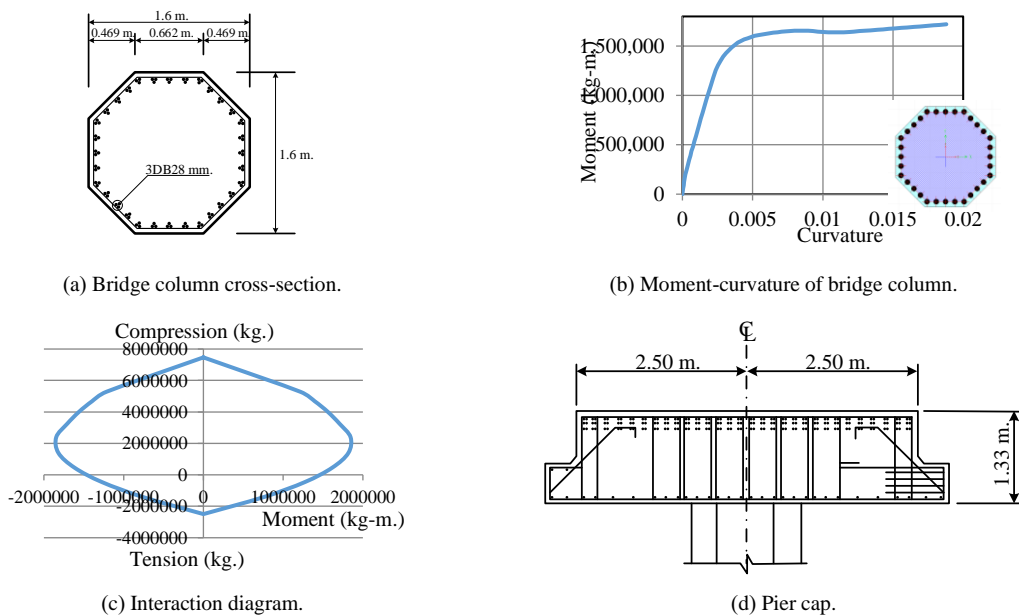 1.6 m.
0.469 m. 0.662 m. 0.469 m.
1.6 m.
3DB28 mm.
(a) Bridge column cross-section.
Moment (kg-m.)
1,500,000
1,000,000
500,000
0
0 0.005 0.01 0.015 0.02
Curvature
(b) Moment-curvature of bridge column.
Compression (kg.)
8000000
6000000
4000000
2000000
0
-2000000 -1000000 0 1000000 2000000
-2000000
Moment (kg-m.)
-4000000
Tension (kg.)
(c) Interaction diagram.
℄
2.50 m. 2.50 m.
1.33 m.
(d) Pier cap.